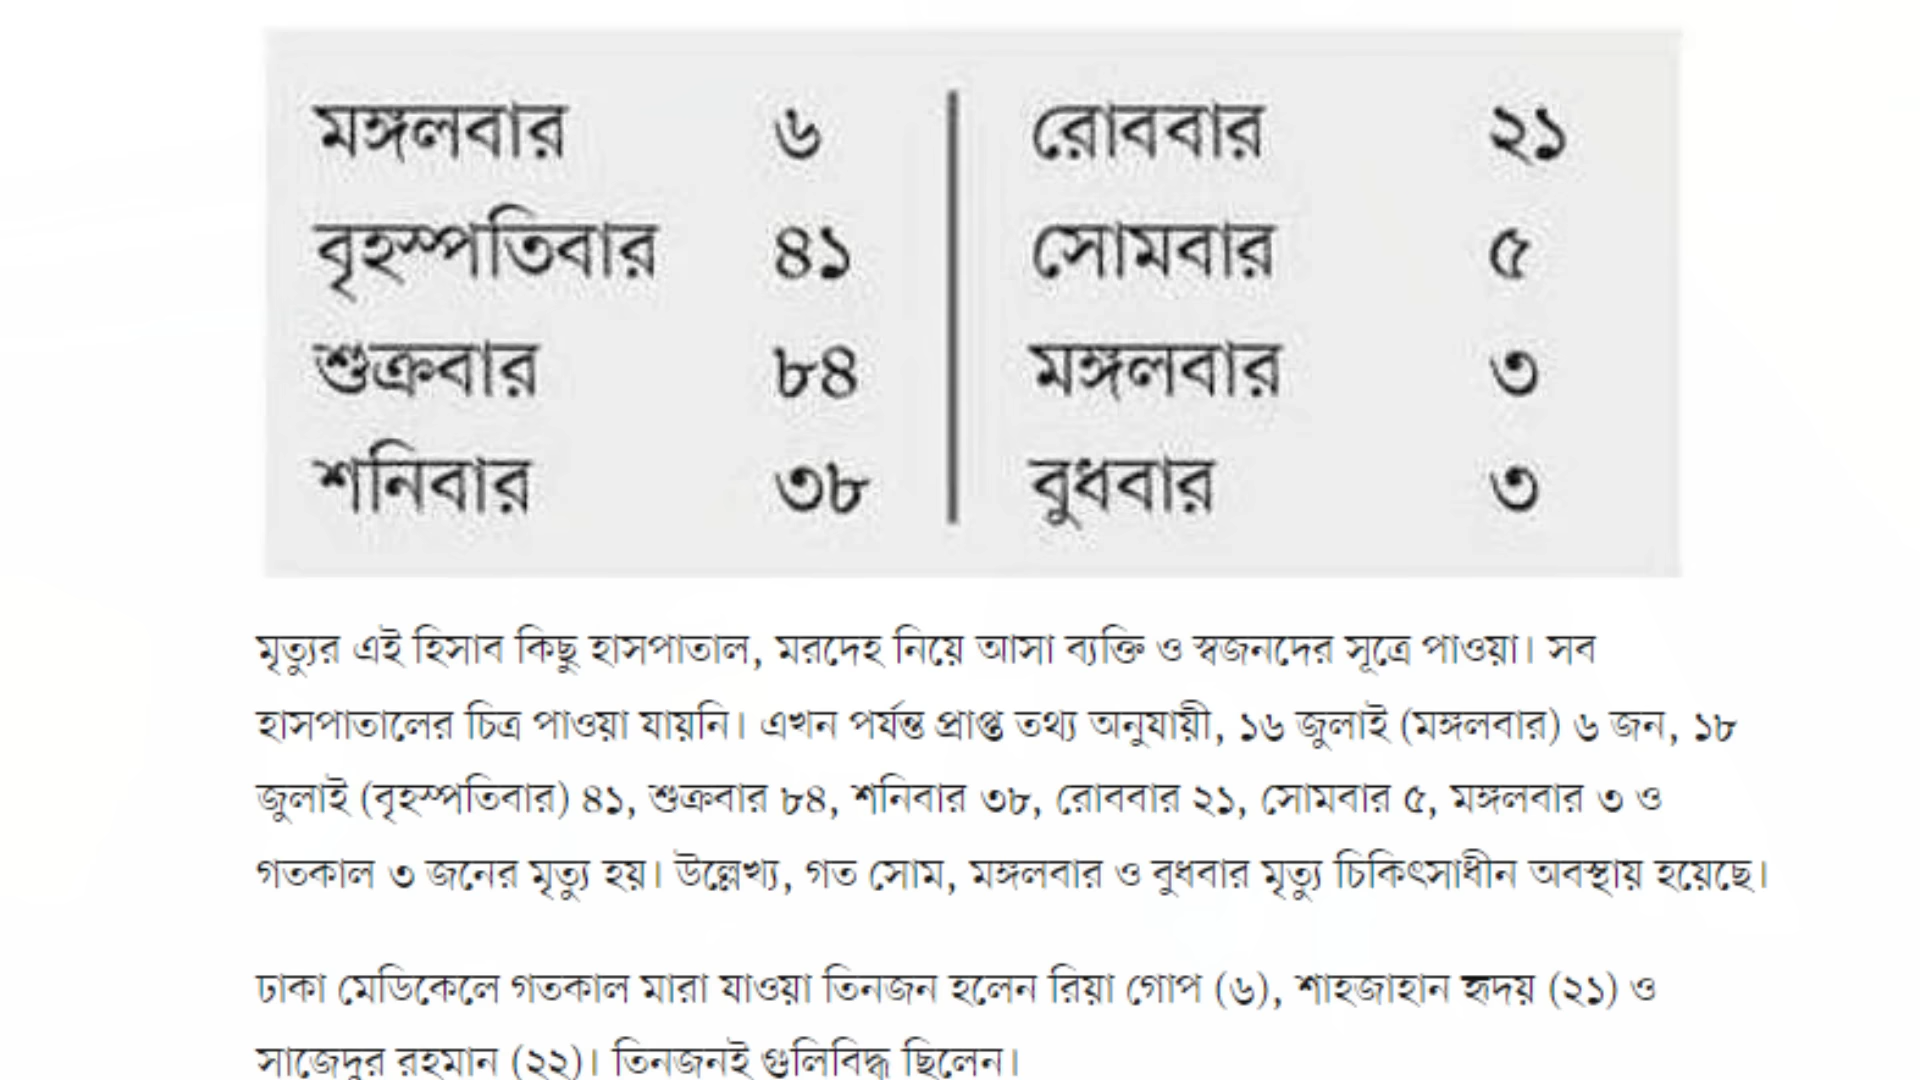 মঙ্গলবার ৬
বৃহস্পতিবার ৪১
শুক্রবার ৮৪
শনিবার ৩৮
রোববার ২১
সোমবার ৫
মঙ্গলবার ৩
বুধবার ৩
মৃত্যুর এই হিসাব কিছু হাসপাতাল, মরদেহ নিয়ে আসা ব্যক্তি ও স্বজনদের সূত্রে পাওয়া। সব
হাসপাতালের চিত্র পাওয়া যায়নি। এখন পর্যন্ত প্রাপ্ত তথ্য অনুযায়ী, ১৬ জুলাই (মঙ্গলবার) ৬ জন, ১৮
জুলাই (বৃহস্পতিবার) ৪১, শুক্রবার ৮৪, শনিবার ৩৮, রোববার ২১, সোমবার ৫, মঙ্গলবার ৩ ও
গতকাল ৩ জনের মৃত্যু হয়। উল্লেখ্য, গত সোম, মঙ্গলবার ও বুধবার মৃত্যু চিকিৎসাধীন অবস্থায় হয়েছে।
ঢাকা মেডিকেলে গতকাল মারা যাওয়া তিনজন হলেন রিয়া গোপ (৬), শাহজাহান হৃদয় (২১) ও
সাজেদুর রহমান (২২)। তিনজনই গুলিবিদ্ধ ছিলেন।